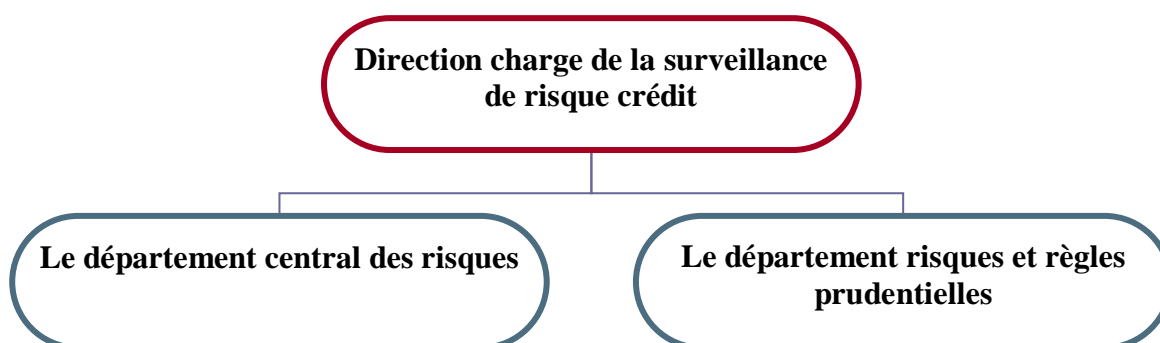 Direction charge de la surveillance
de risque crédit
Le département central des risques
Le département risques et règles
prudentielles